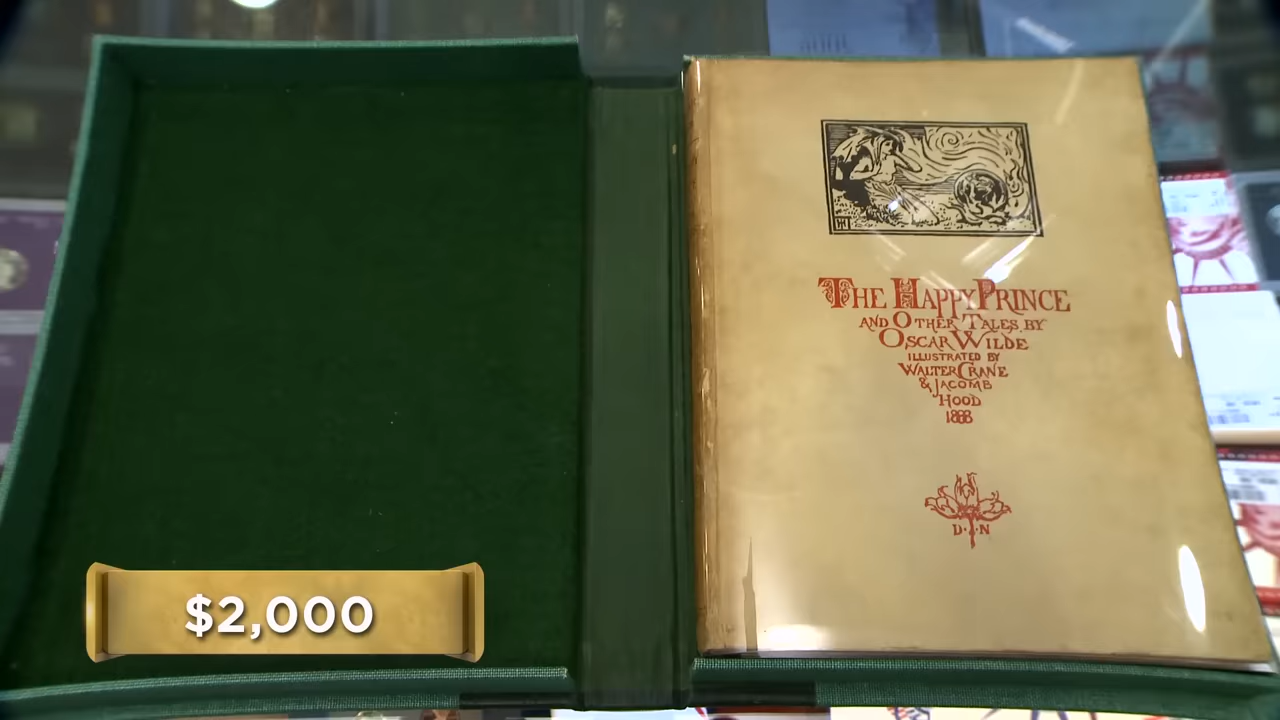 The Happy Prince
and Other Tales by
Oscar Wilde
illustrated by
Walter Crane
& Jacomb
Hood
1888
D. N
$2,000